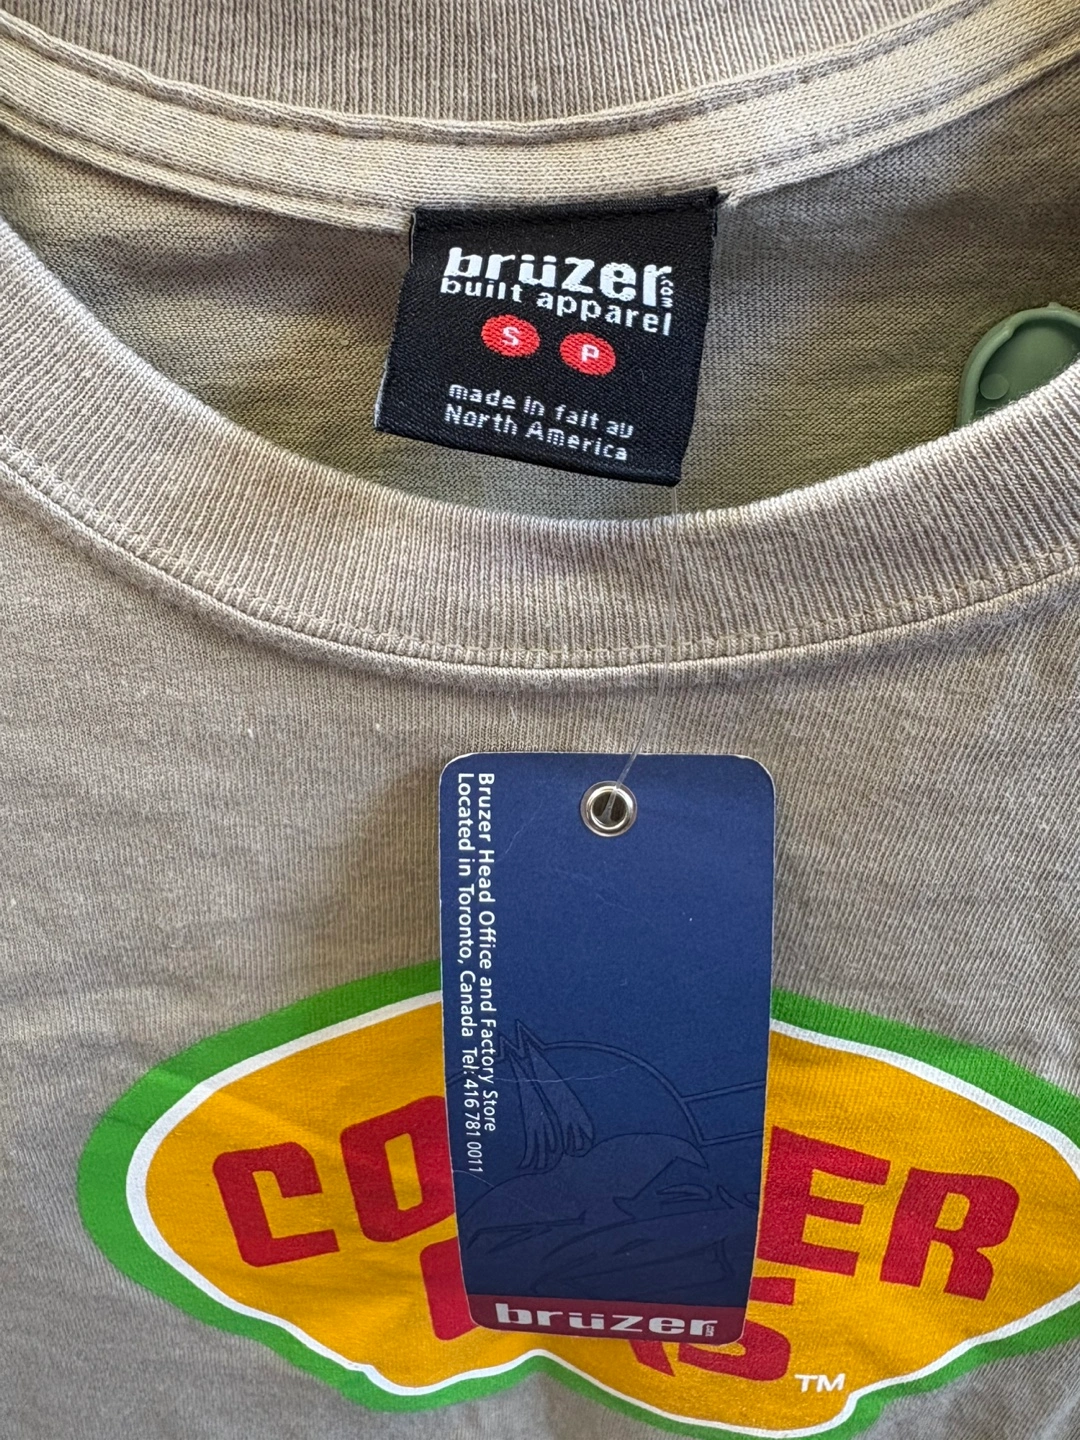 brüzer.com
built apparel
S P
made in fait au
North America
Bruzer Head Office and Factory Store
Located in Toronto, Canada Tel: 416 781 0011
brüzer.com
TM